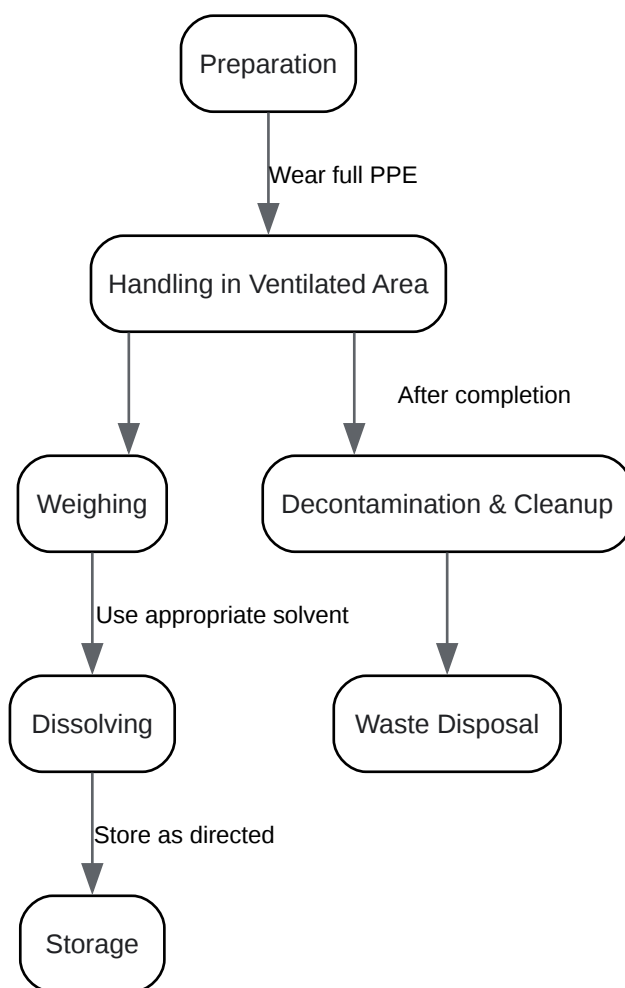 Preparation
Wear full PPE
Handling in Ventilated Area
After completion
Weighing
Decontamination & Cleanup
Use appropriate solvent
Dissolving
Waste Disposal
Store as directed
Storage